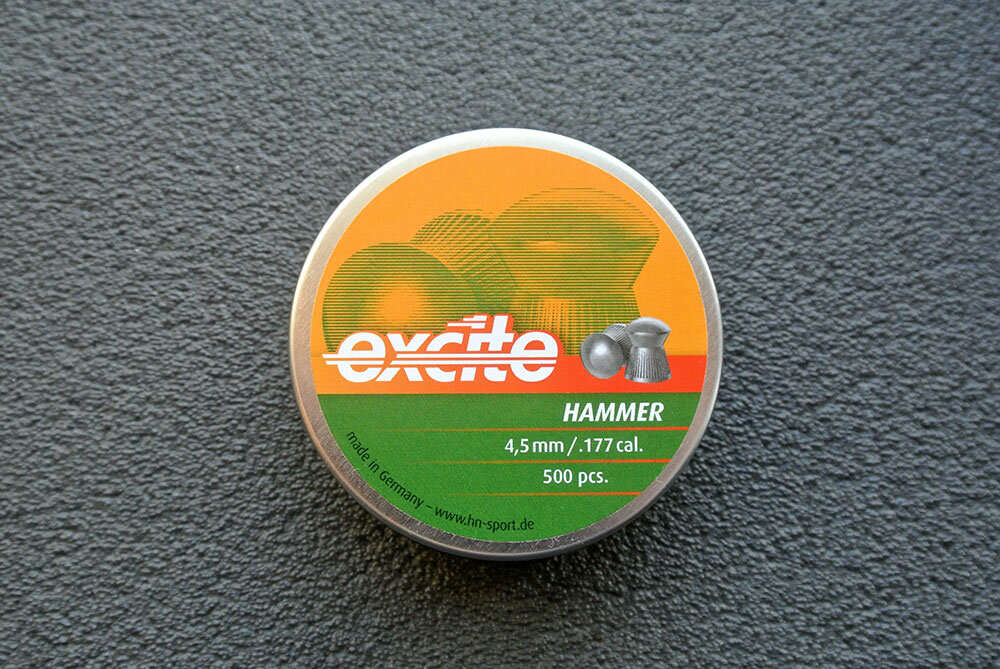 excite
HAMMER
4,5 mm / .177 cal.
500 pcs.
made in Germany – www.hn-sport.de